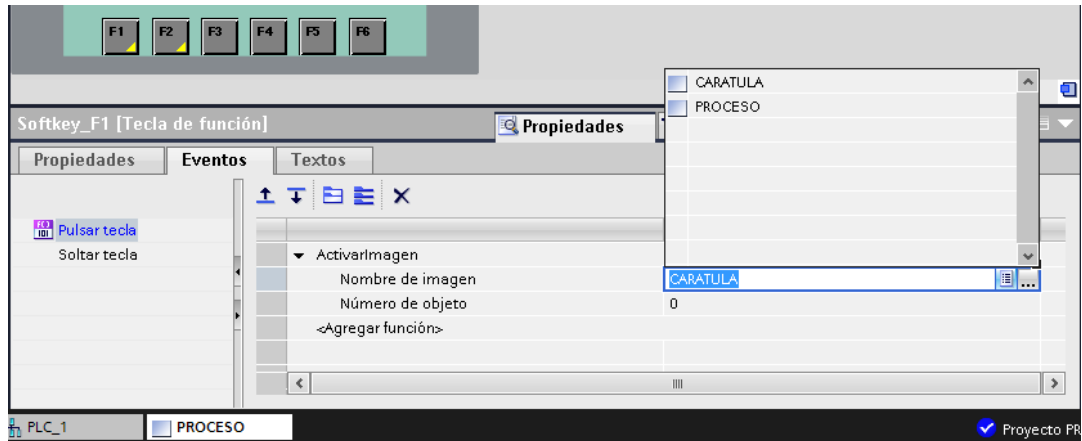 F1 F2 F3 F4 F5 F6
CARATULA
PROCESO
Softkey_F1 [Tecla de función]
Propiedades
Propiedades Eventos Textos
Pulsar tecla
Soltar tecla
ActivarImagen
Nombre de imagen CARATULA ...
Número de objeto 0
<Agregar función>
PLC_1 PROCESO Proyecto PR